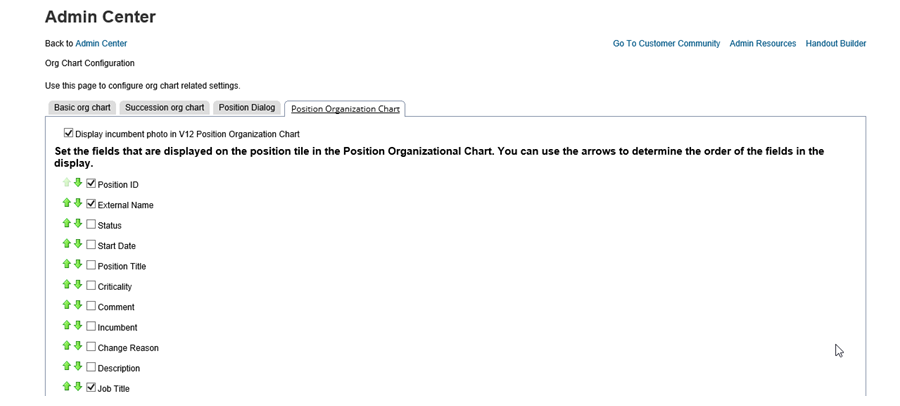 Admin Center
Back to Admin Center
Go To Customer Community Admin Resources Handout Builder
Org Chart Configuration
Use this page to configure org chart related settings.
Basic org chart Succession org chart Position Dialog Position Organization Chart
Display incumbent photo in V12 Position Organization Chart
Set the fields that are displayed on the position tile in the Position Organizational Chart. You can use the arrows to determine the order of the fields in the
display.
Position ID
External Name
Status
Start Date
Position Title
Criticality
Comment
Incumbent
Change Reason
Description
Job Title